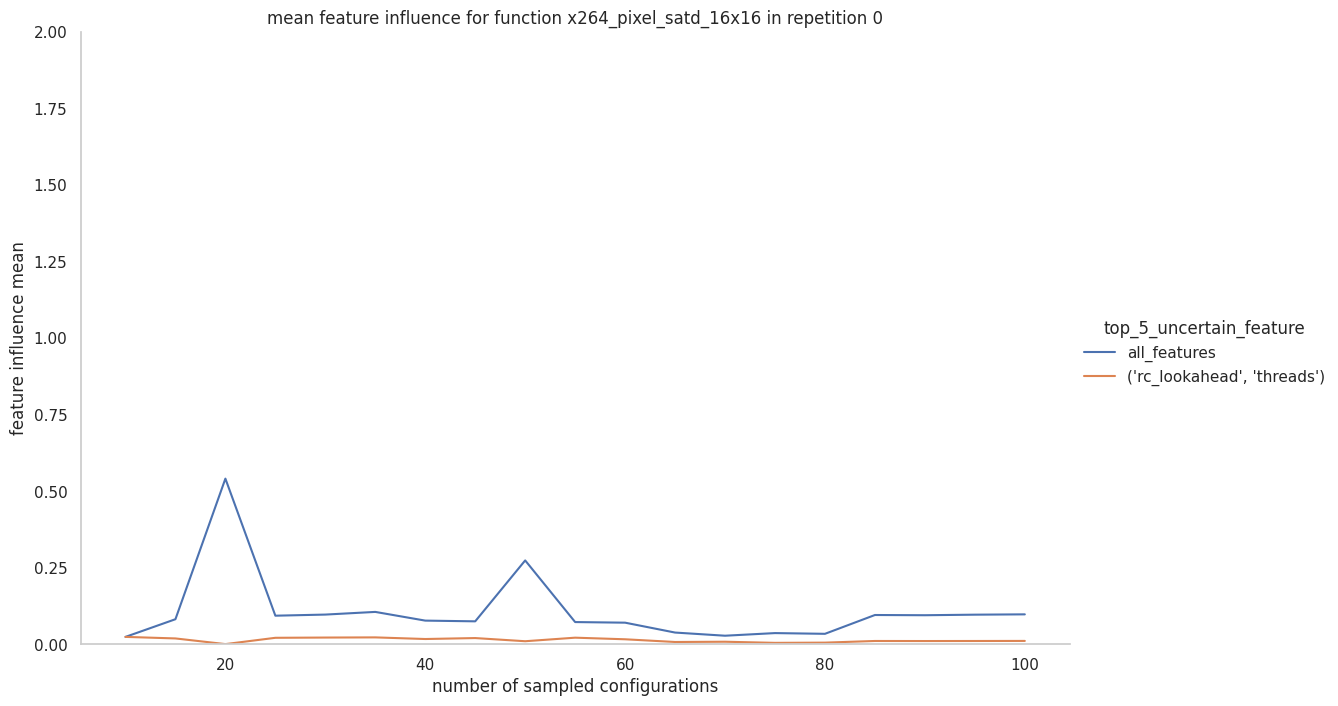 mean feature influence for function x264_pixel_satd_16x16 in repetition 0
2.00
1.75
1.50
1.25
1.00
0.75
0.50
0.25
0.00
feature influence mean
20
40
60
80
100
number of sampled configurations
top_5_uncertain_feature
all_features
('rc_lookahead', 'threads')